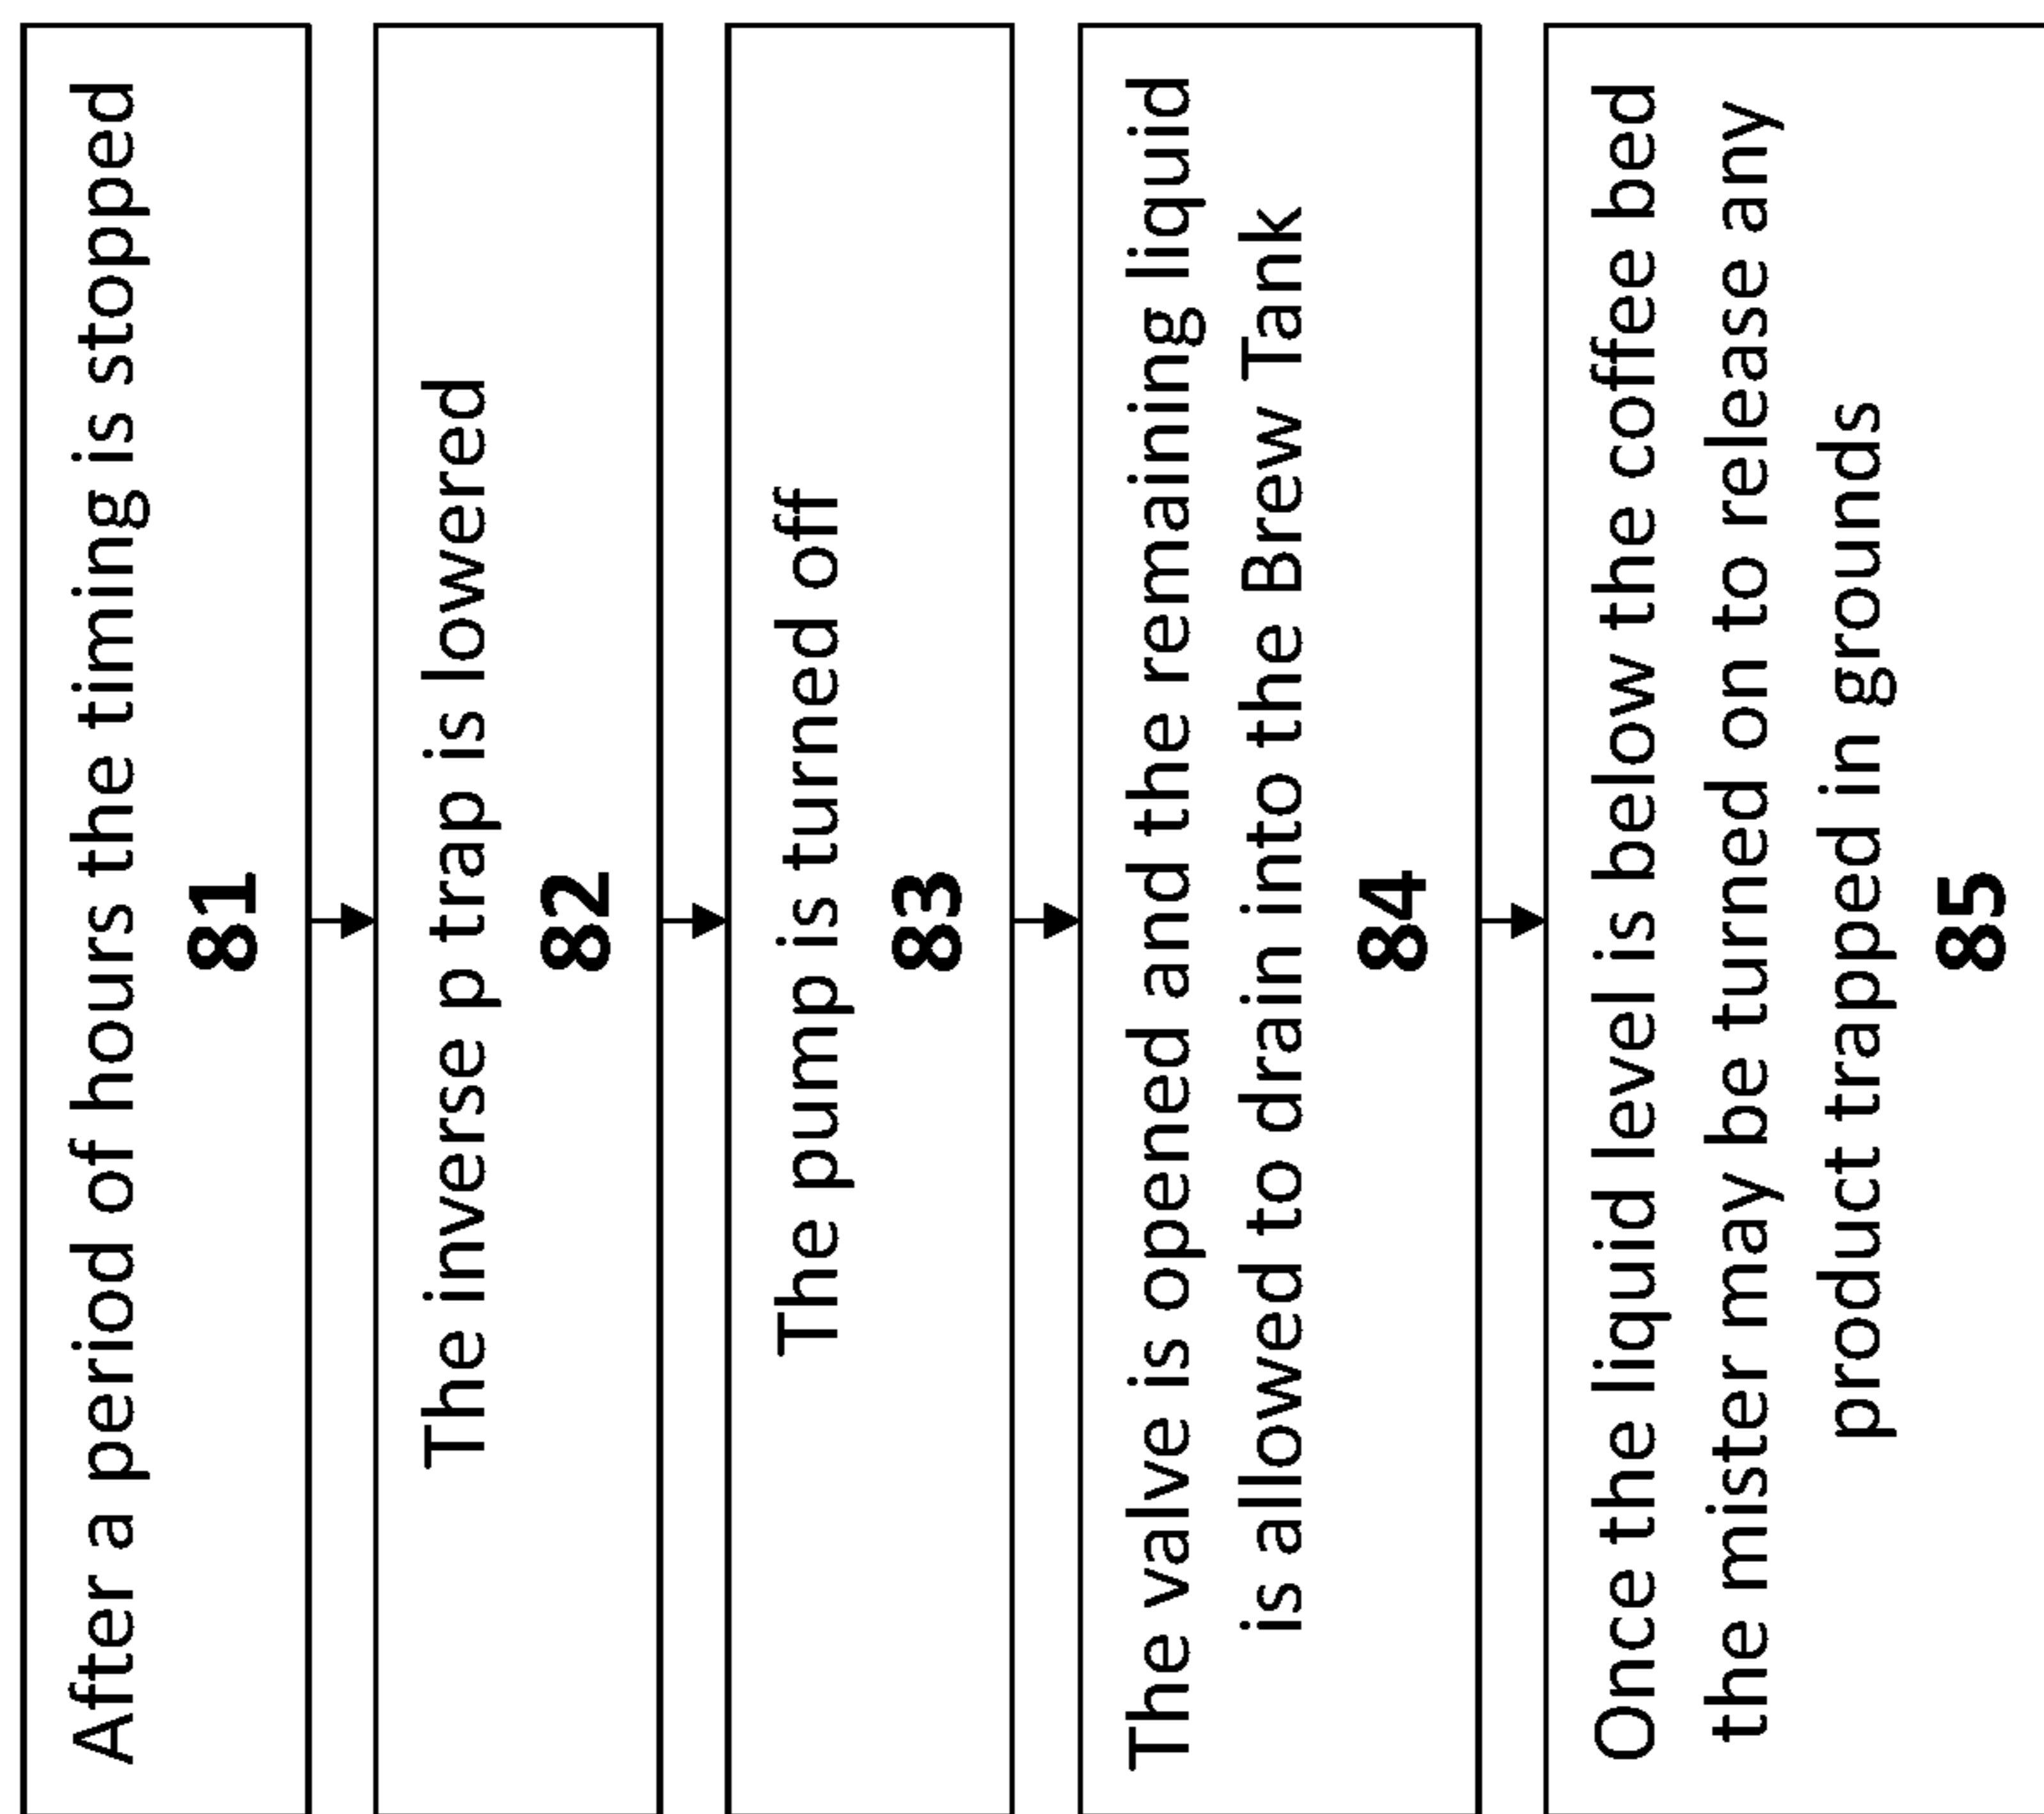 After a period of hours the timing is stopped
81
The inverse p trap is lowered
82
The pump is turned off
83
The valve is opened and the remaining liquid
is allowed to drain into the Brew Tank
84
Once the liquid level is below the coffee bed
the mister may be turned on to release any
product trapped in grounds
85